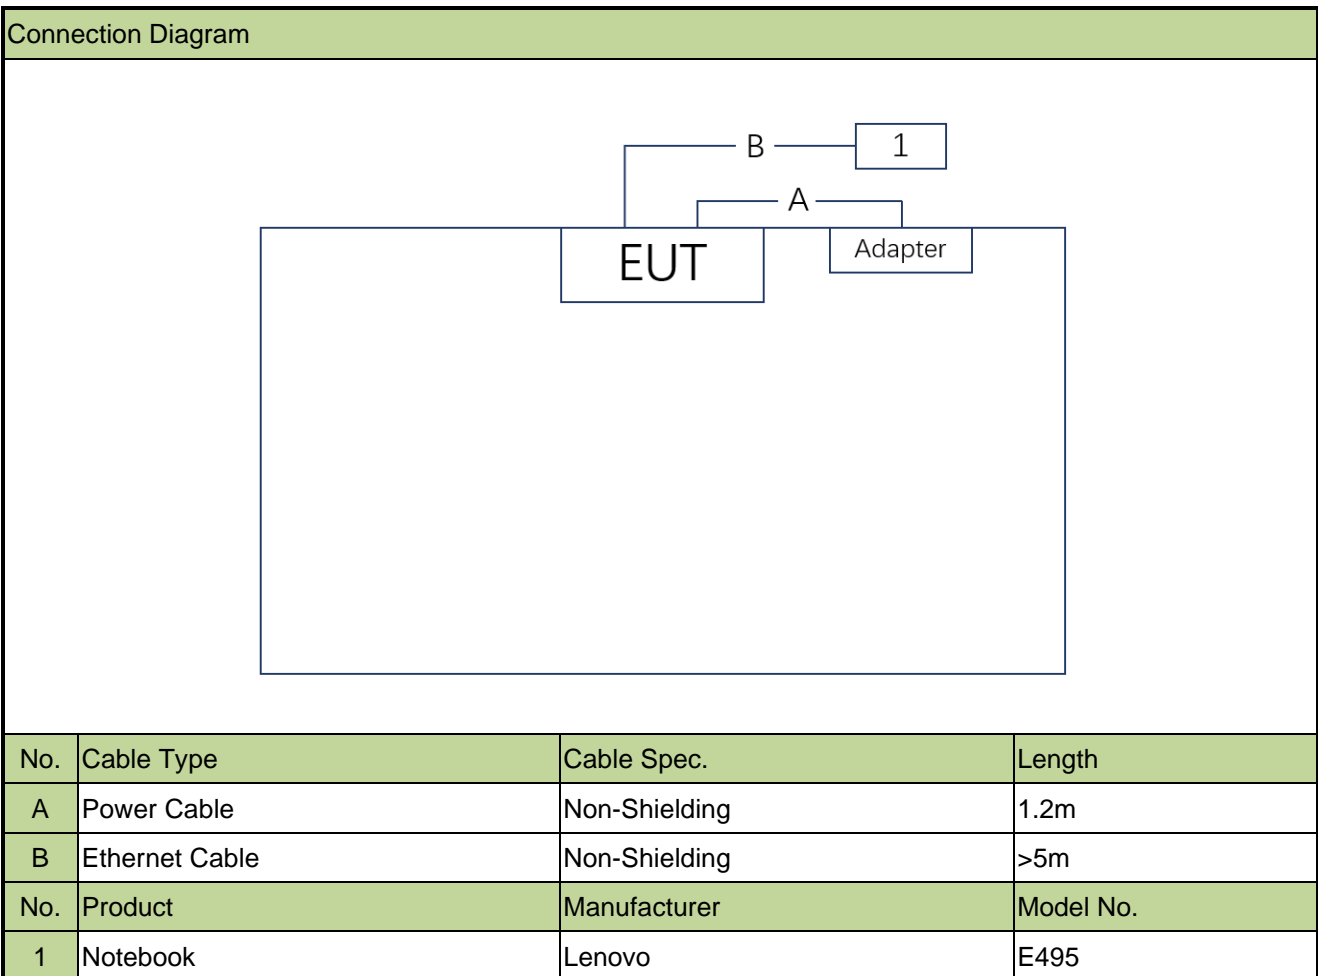 Connection Diagram
B
1
A
EUT
Adapter
No. Cable Type Cable Spec. Length
A Power Cable Non-Shielding 1.2m
B Ethernet Cable Non-Shielding >5m
No. Product Manufacturer Model No.
1 Notebook Lenovo E495